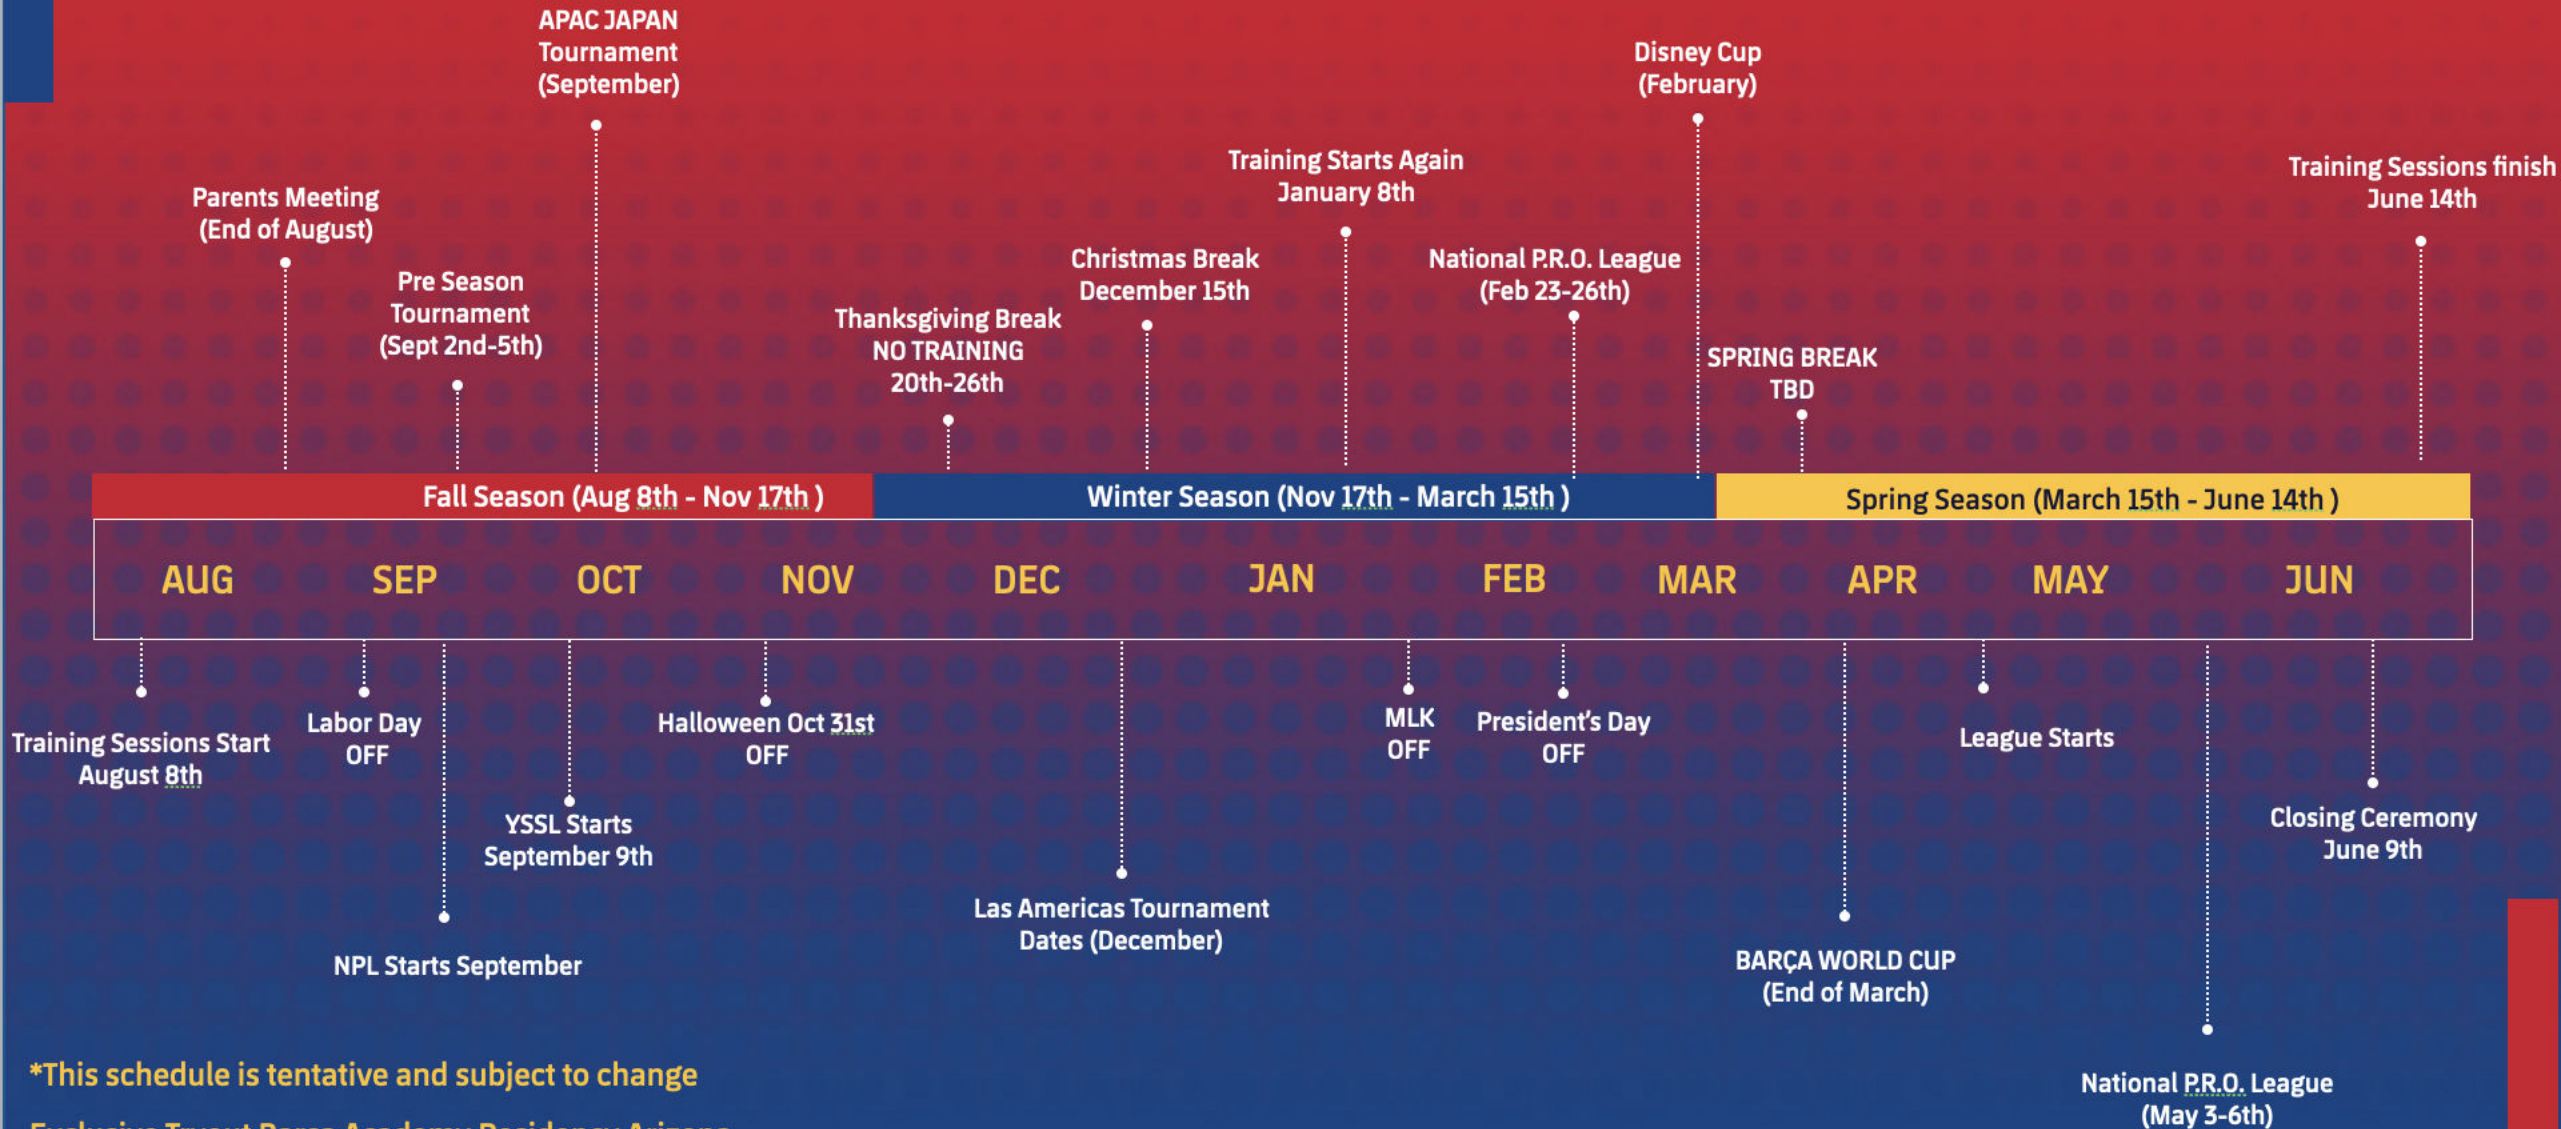 APAC JAPAN
Tournament
(September)
Disney Cup
(February)
Training Starts Again
January 8th
Training Sessions finish
June 14th
Parents Meeting
(End of August)
Pre Season
Tournament
(Sept 2nd-5th)
Thanksgiving Break
NO TRAINING
20th-26th
Christmas Break
December 15th
National P.R.O. League
(Feb 23-26th)
SPRING BREAK
TBD
Fall Season (Aug 8th - Nov 17th )
Winter Season (Nov 17th - March 15th )
Spring Season (March 15th - June 14th )
AUG
SEP
OCT
NOV
DEC
JAN
FEB
MAR
APR
MAY
JUN
Training Sessions Start
August 8th
Labor Day
OFF
Halloween Oct 31st
OFF
MLK
OFF
President's Day
OFF
League Starts
YSSL Starts
September 9th
Closing Ceremony
June 9th
NPL Starts September
Las Americas Tournament
Dates (December)
BARÇA WORLD CUP
(End of March)
National P.R.O. League
(May 3-6th)
*This schedule is tentative and subject to change
Exclusive Tryout Barça Academy Residency Arizona